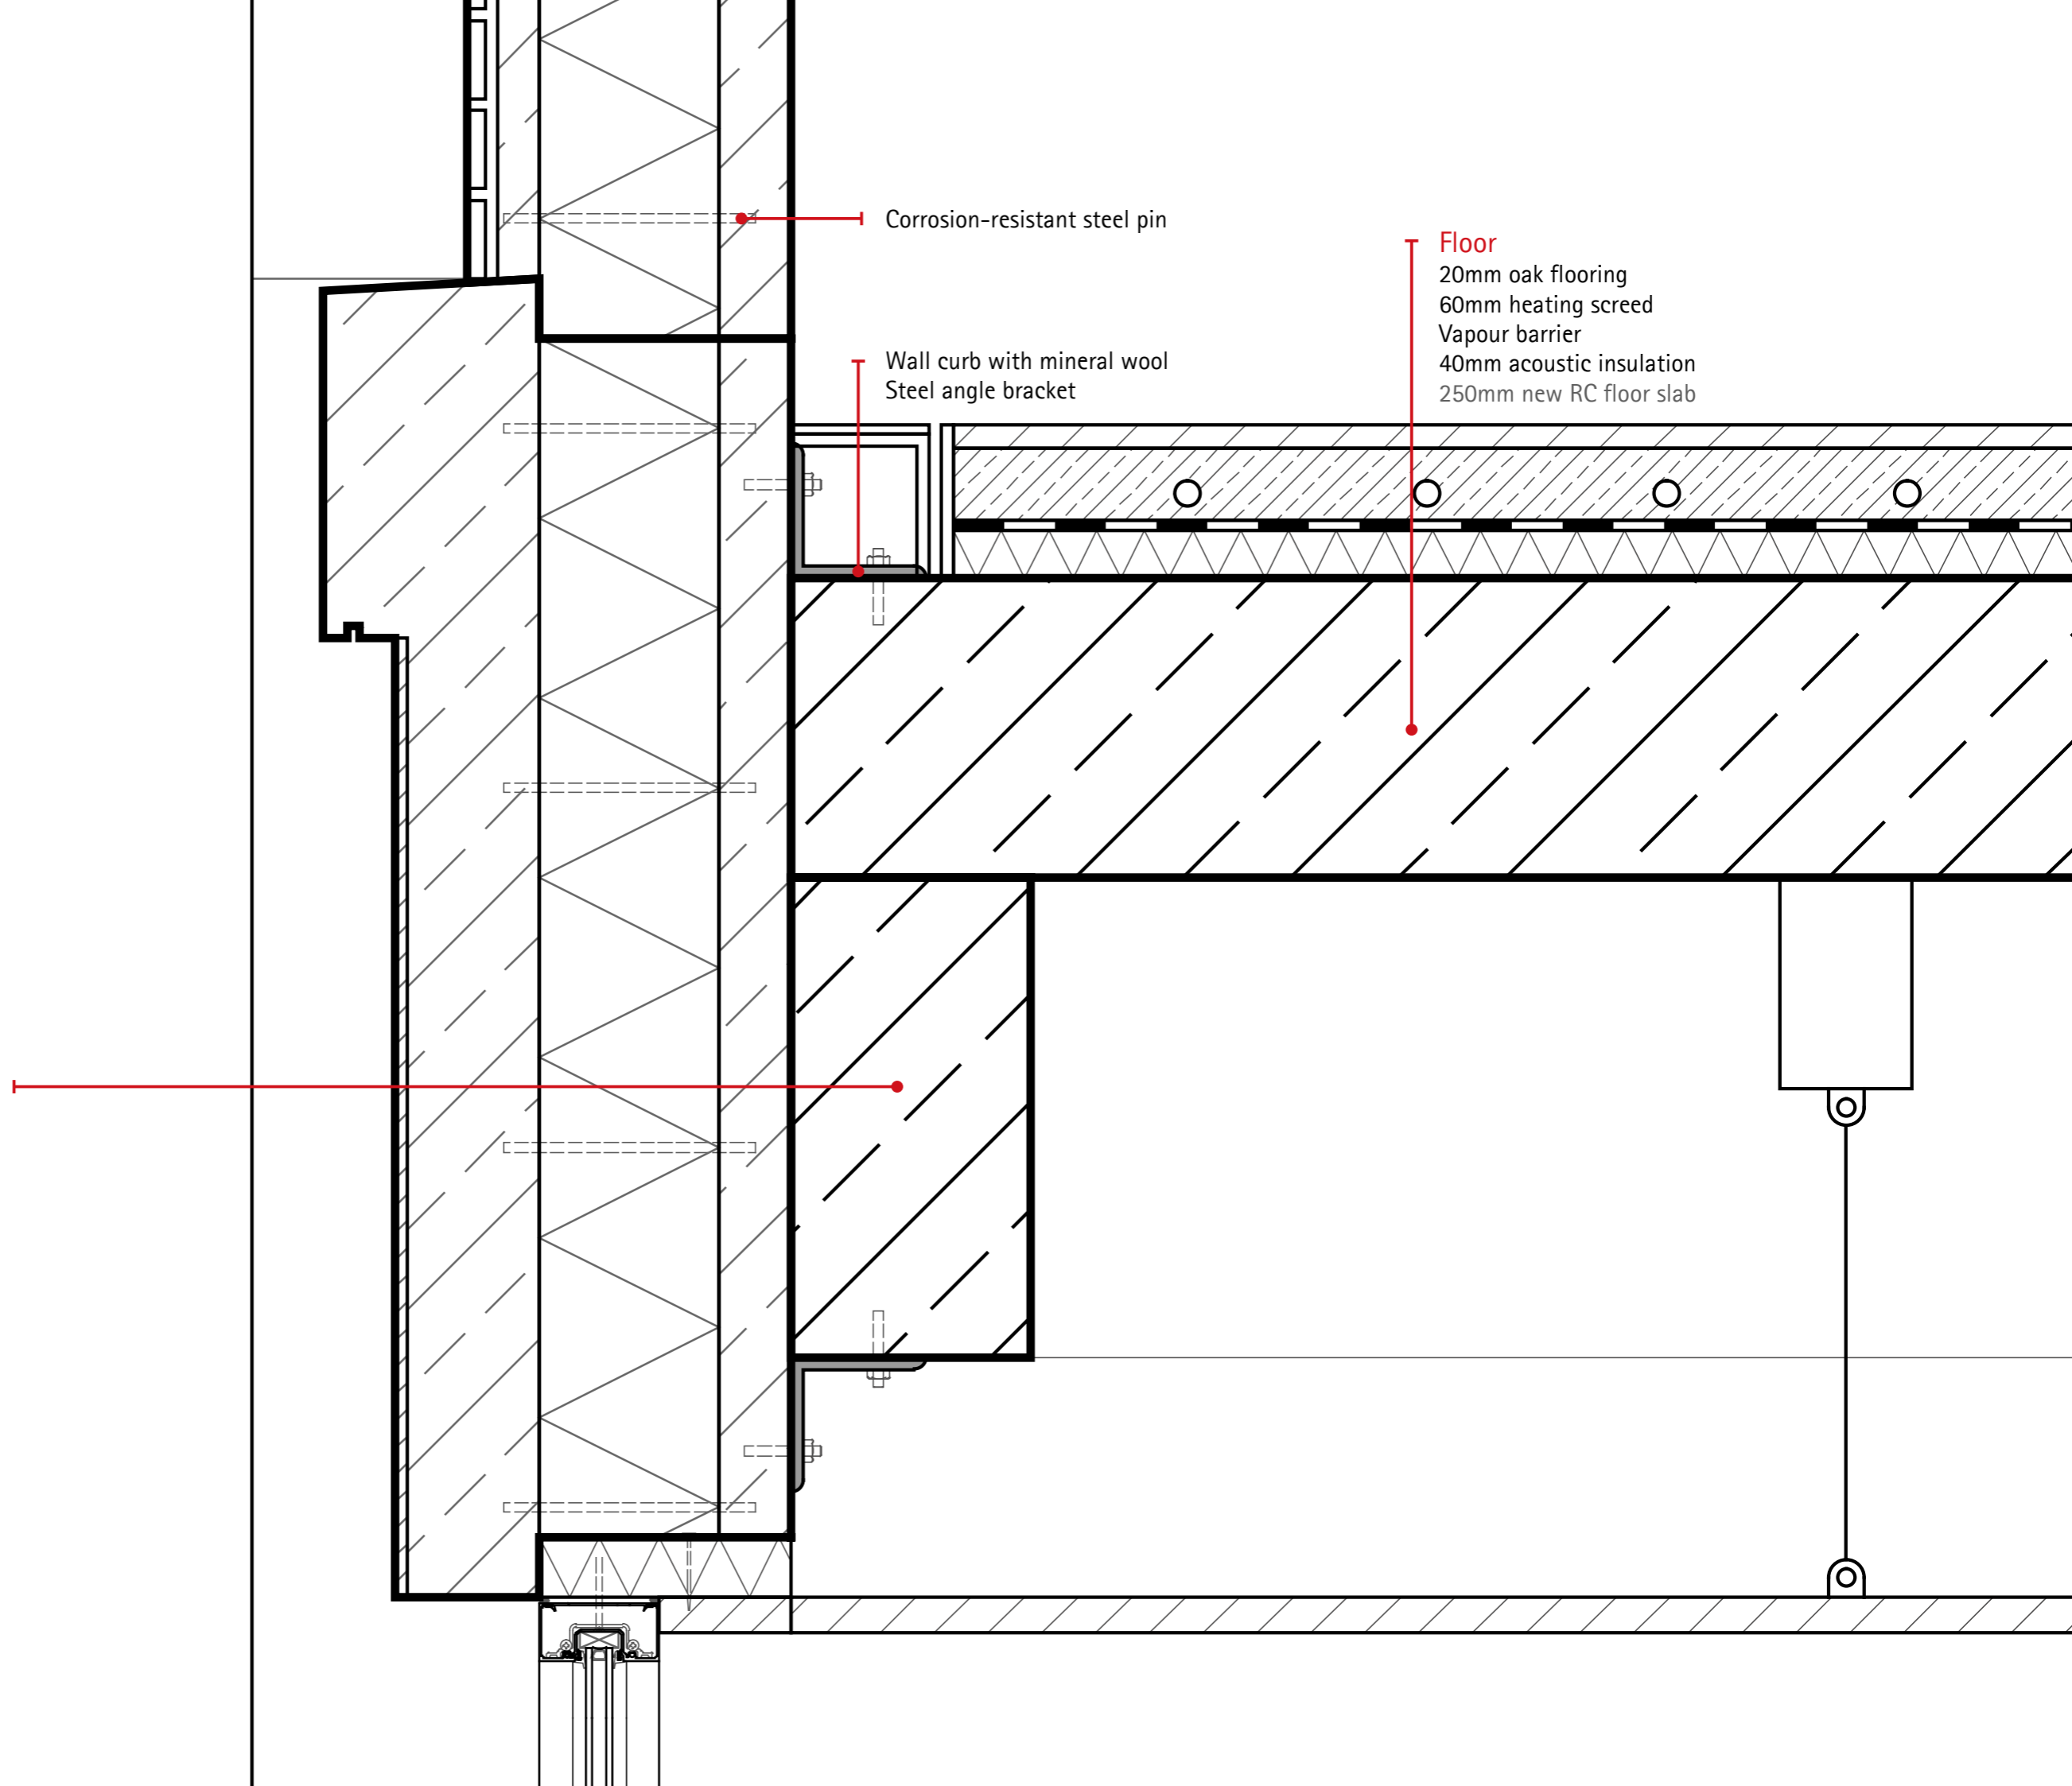 Corrosion-resistant steel pin
Floor
20mm oak flooring
60mm heating screed
Vapour barrier
40mm acoustic insulation
250mm new RC floor slab
Wall curb with mineral wool
Steel angle bracket